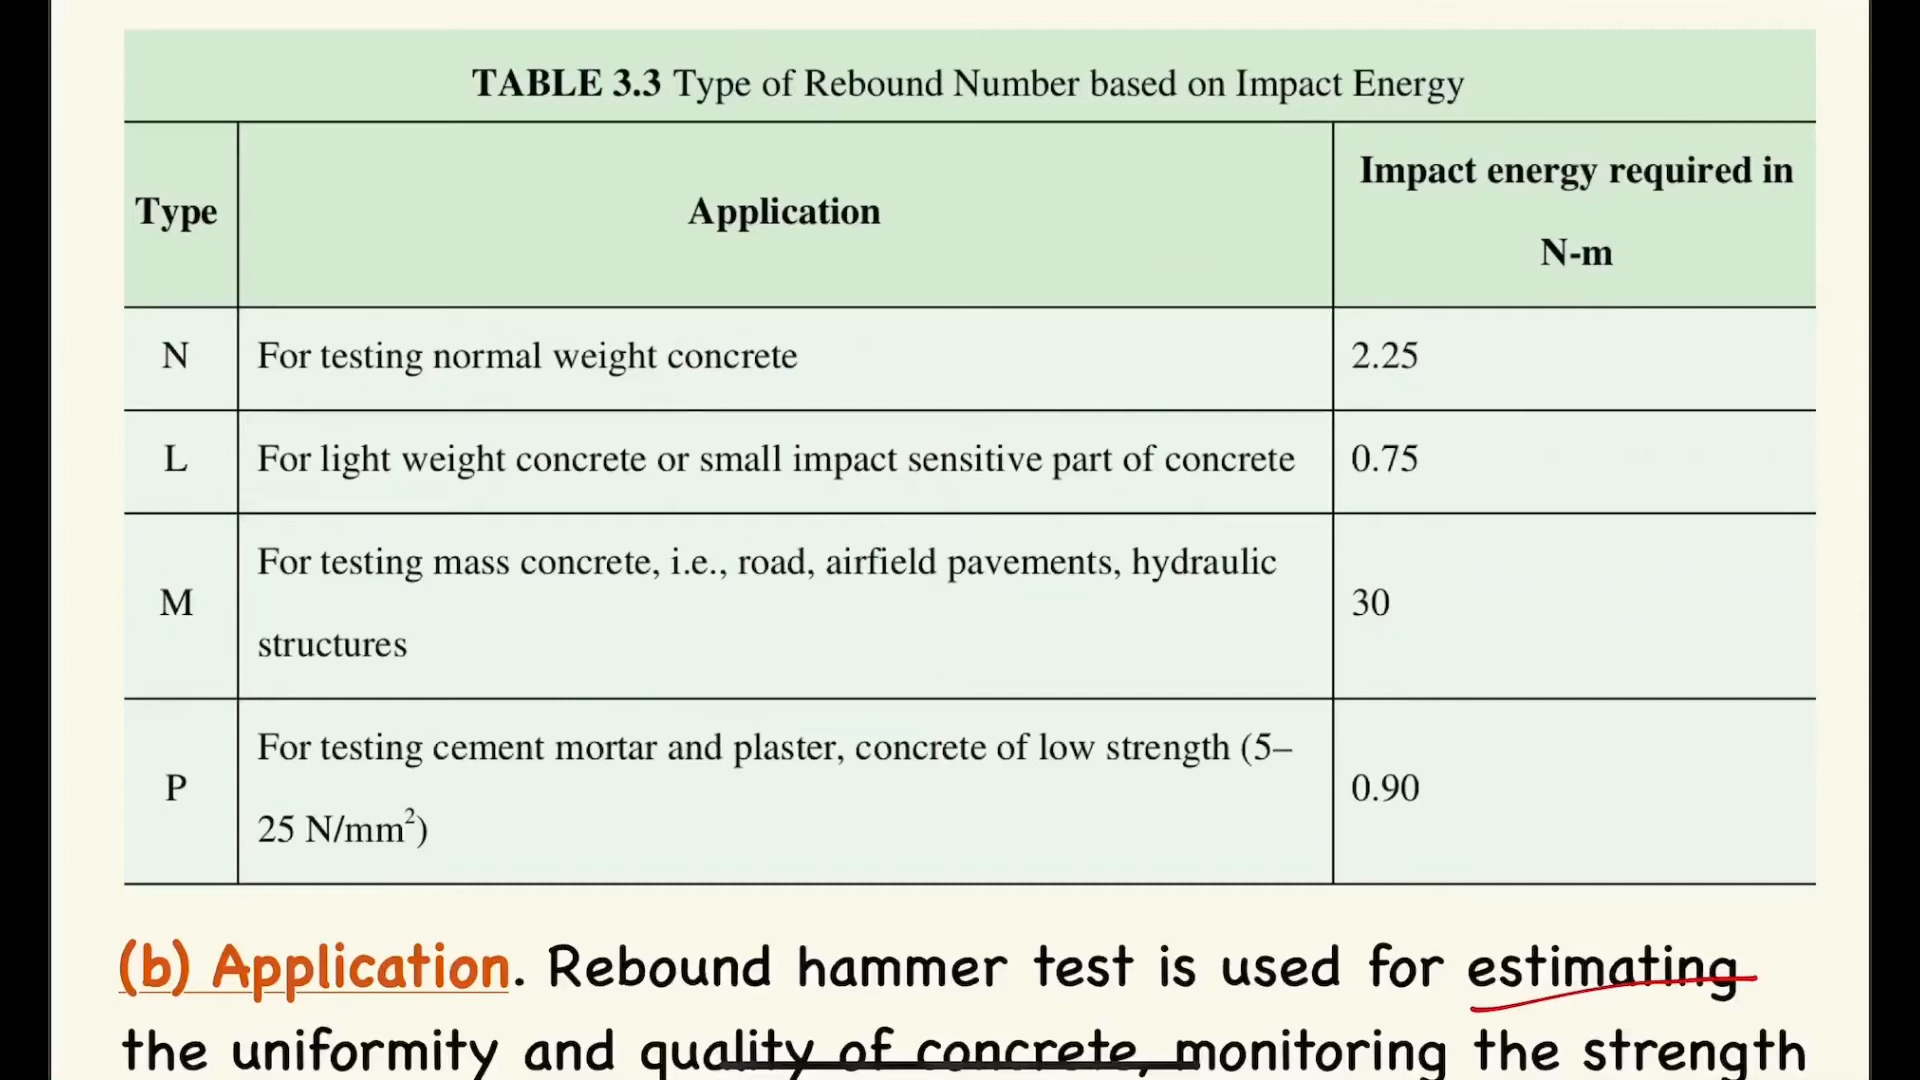 TABLE 3.3 Type of Rebound Number based on Impact Energy
Type
Application
Impact energy required in
N-m
N
For testing normal weight concrete
2.25
L
For light weight concrete or small impact sensitive part of concrete
0.75
M
For testing mass concrete, i.e., road, airfield pavements, hydraulic
structures
30
P
For testing cement mortar and plaster, concrete of low strength (5–
25 N/mm²)
0.90
(b) Application. Rebound hammer test is used for estimating
the uniformity and quality of concrete, monitoring the strength